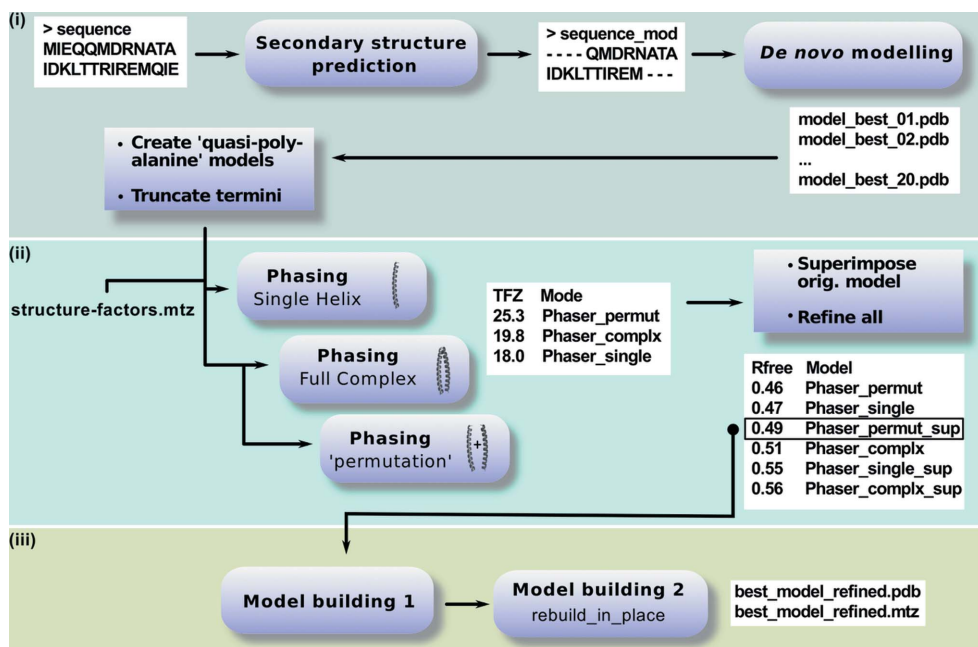 (i)
> sequence
MIEQQMDRNATA
IDKLTTRIREMQIE
Secondary structure
prediction
> sequence_mod
- - - - QMDRNATA
IDKLTTIREM - - -
De novo modelling
model_best_01.pdb
model_best_02.pdb
...
model_best_20.pdb
• Create 'quasi-poly-
alanine' models
• Truncate termini
(ii)
structure-factors.mtz
Phasing
Single Helix
Phasing
Full Complex
Phasing
'permutation'
+
TFZ Mode
25.3 Phaser_permut
19.8 Phaser_complx
18.0 Phaser_single
• Superimpose
orig. model
• Refine all
Rfree Model
0.46 Phaser_permut
0.47 Phaser_single
0.49 Phaser_permut_sup
0.51 Phaser_complx
0.55 Phaser_single_sup
0.56 Phaser_complx_sup
(iii)
Model building 1
Model building 2
rebuild_in_place
best_model_refined.pdb
best_model_refined.mtz